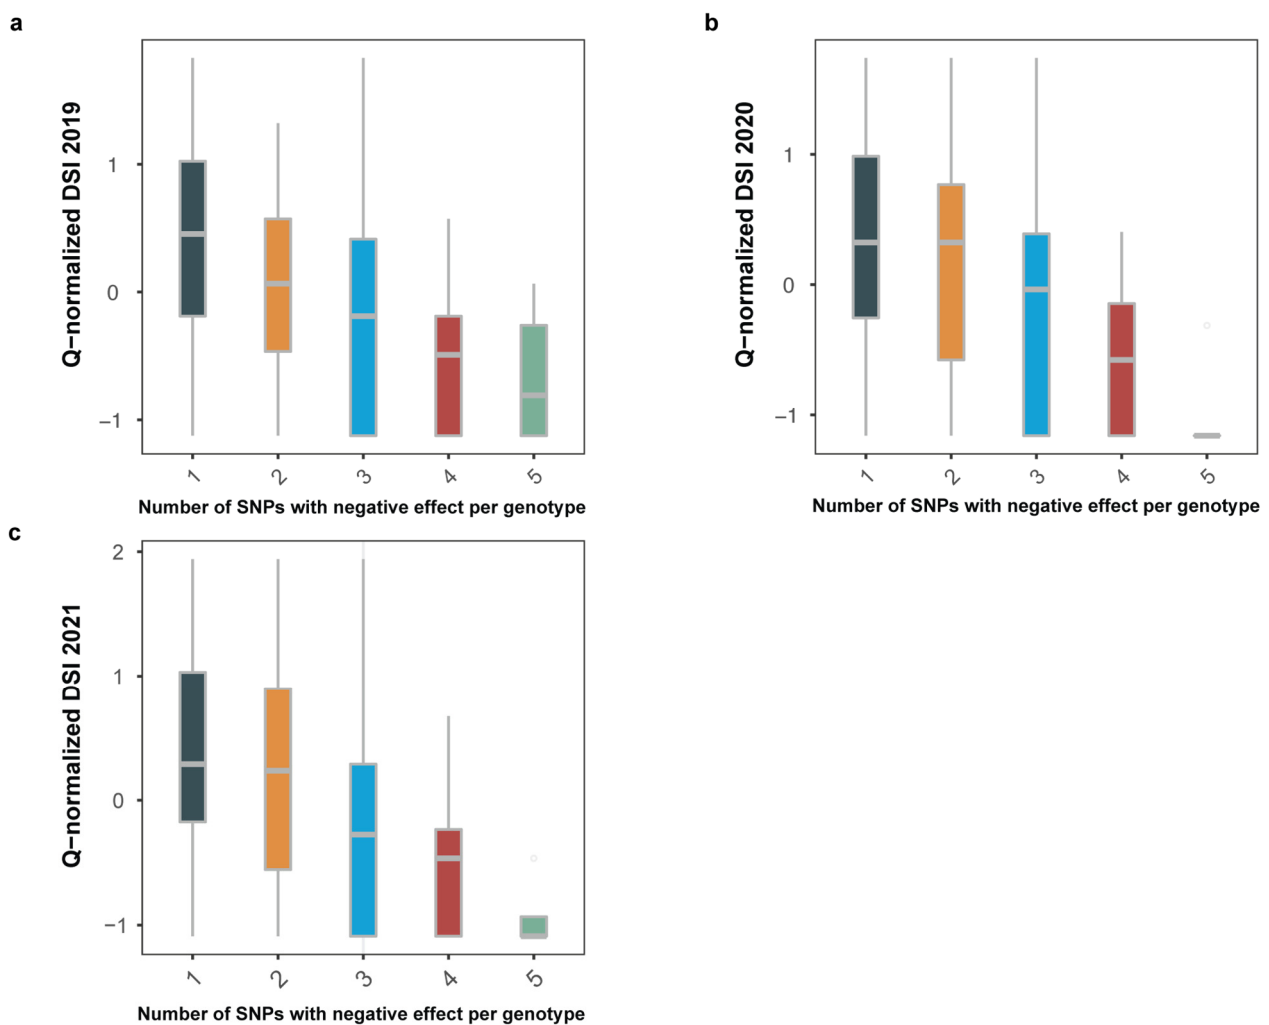 a
Q−normalized DSI 2019
1
0
−1
1 2 3 4 5
Number of SNPs with negative effect per genotype
b
Q−normalized DSI 2020
1
0
−1
1 2 3 4 5
Number of SNPs with negative effect per genotype
c
Q−normalized DSI 2021
2
1
0
−1
1 2 3 4 5
Number of SNPs with negative effect per genotype